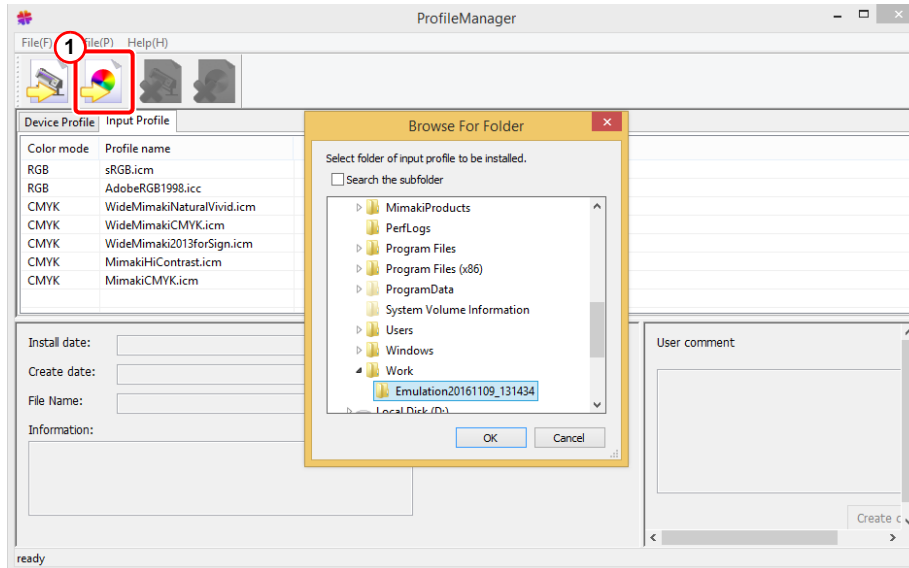 ProfileManager
File(F) file(P) Help(H)
1
Device Profile Input Profile
Color mode Profile name
RGB sRGB.icm
RGB AdobeRGB1998.icc
CMYK WideMimakiNaturalVivid.icm
CMYK WideMimakiCMYK.icm
CMYK WideMimaki2013forSign.icm
CMYK MimakiHiContrast.icm
CMYK MimakiCMYK.icm
Browse For Folder
Select folder of input profile to be installed.
Search the subfolder
MimakiProducts
PerfLogs
Program Files
Program Files (x86)
ProgramData
System Volume Information
Users
Windows
Work
Emulation20161109_131434
Local Disk (D:)
OK Cancel
Install date:
Create date:
File Name:
Information:
User comment
Create c
ready